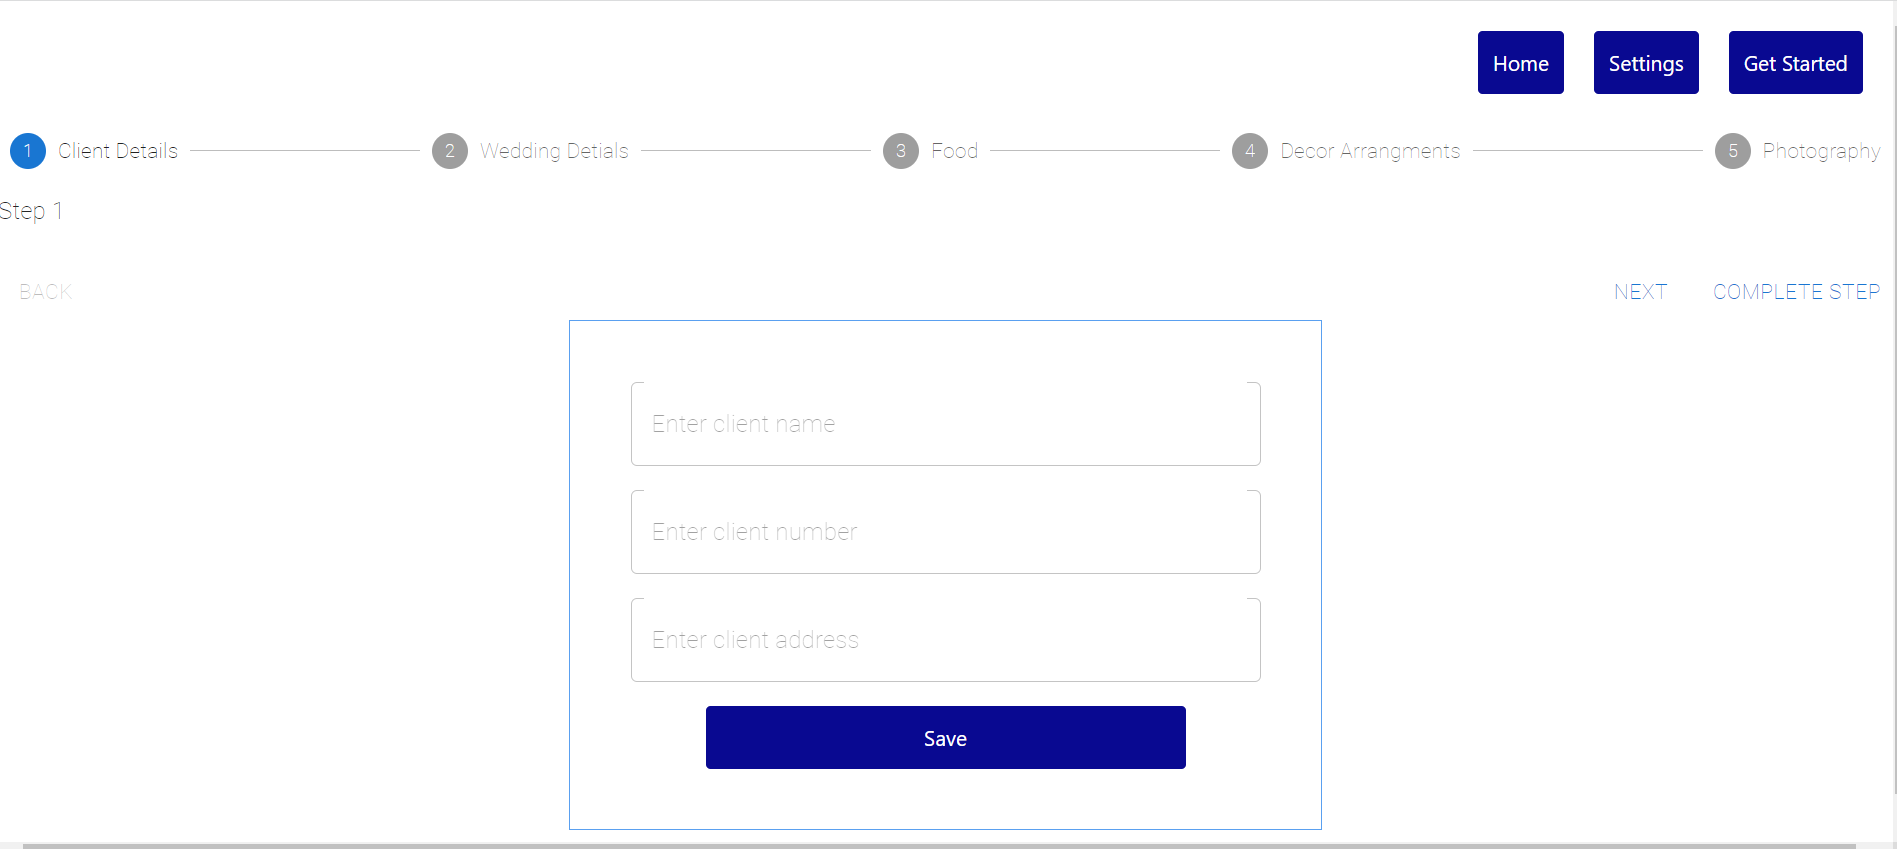 Home Settings Get Started
1 Client Details 2 Wedding Detials 3 Food 4 Decor Arrangments 5 Photography
Step 1
BACK NEXT COMPLETE STEP
Enter client name
Enter client number
Enter client address
Save